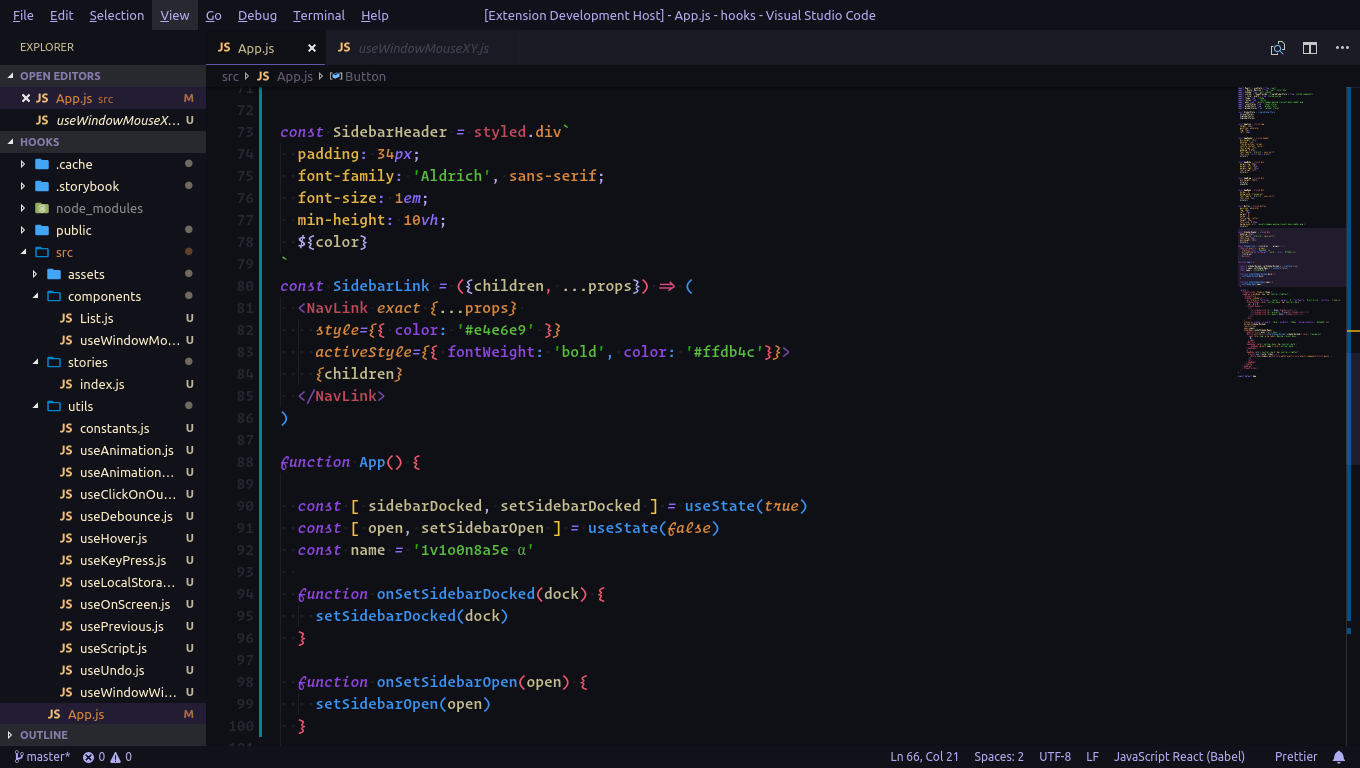 File Edit Selection View Go Debug Terminal Help [Extension Development Host] - App.js - hooks - Visual Studio Code
EXPLORER
OPEN EDITORS
App.js src M
useWindowMouseX... U
HOOKS
.cache
.storybook
node_modules
public
src
assets
components
JS List.js U
JS useWindowMo... U
stories
JS index.js U
utils
JS constants.js U
JS useAnimation.js U
JS useAnimation... U
JS useClickOnOu... U
JS useDebounce.js U
JS useHover.js U
JS useKeyPress.js U
JS useLocalStora... U
JS useOnScreen.js U
JS usePrevious.js U
JS useScript.js U
JS useUndo.js U
JS useWindowWi... U
JS App.js M
OUTLINE
JS App.js JS useWindowMouseXY.js
src JS App.js Button
71
72
73 const SidebarHeader = styled.div`
74 padding: 34px;
75 font-family: 'Aldrich', sans-serif;
76 font-size: 1em;
77 min-height: 10vh;
78 ${color}
79 `
80 const SidebarLink = ({children, ...props}) => (
81 <NavLink exact {...props}
82 style={{ color: '#e4e6e9' }}
83 activeStyle={{ fontWeight: 'bold', color: '#ffdb4c'}}>
84 {children}
85 </NavLink>
86 )
87
88 function App() {
89
90 const [ sidebarDocked, setSidebarDocked ] = useState(true)
91 const [ open, setSidebarOpen ] = useState(false)
92 const name = '1v1o0n8a5e α'
93
94 function onSetSidebarDocked(dock) {
95 setSidebarDocked(dock)
96 }
97
98 function onSetSidebarOpen(open) {
99 setSidebarOpen(open)
100 }
master* 0 0 Ln 66, Col 21 Spaces: 2 UTF-8 LF JavaScript React (Babel) Prettier